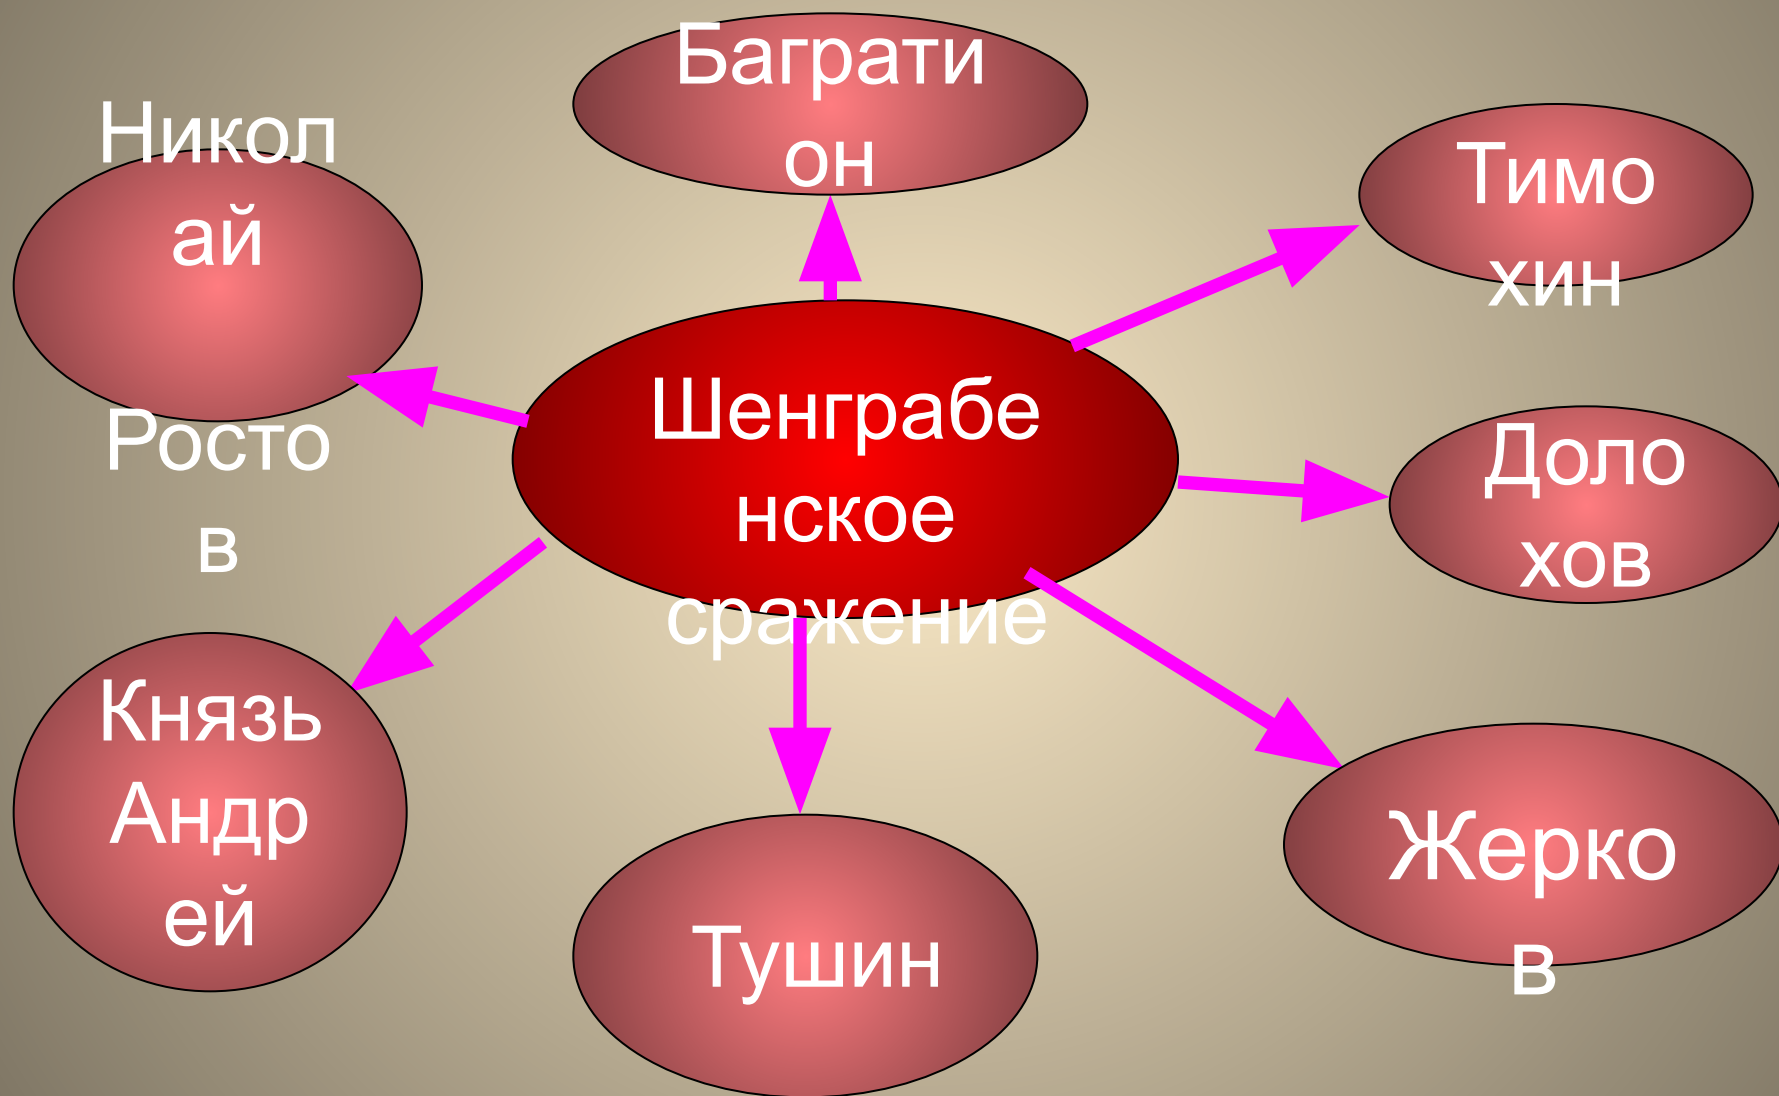 Баграти
он
Никол
ай
Росто
в
Тимо
хин
Шенграбе
нское
сражение
Доло
хов
Князь
Андр
ей
Тушин
Жерко
в